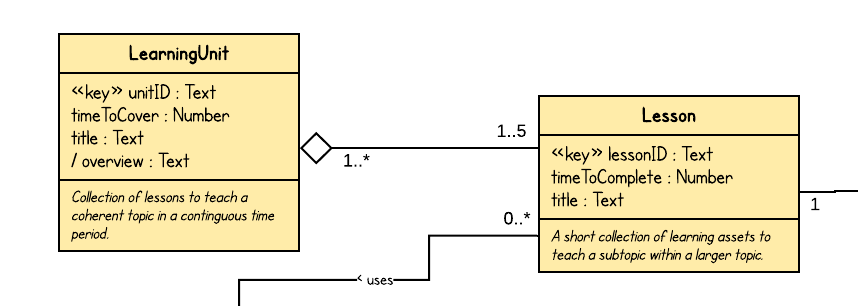 LearningUnit
«key» unitID : Text
timeToCover : Number
title : Text
/ overview : Text
Collection of lessons to teach a
coherent topic in a continguous time
period.
1..*
1..5
Lesson
«key» lessonID : Text
timeToComplete : Number
title : Text
A short collection of learning assets to
teach a subtopic within a larger topic.
0..*
1
< uses